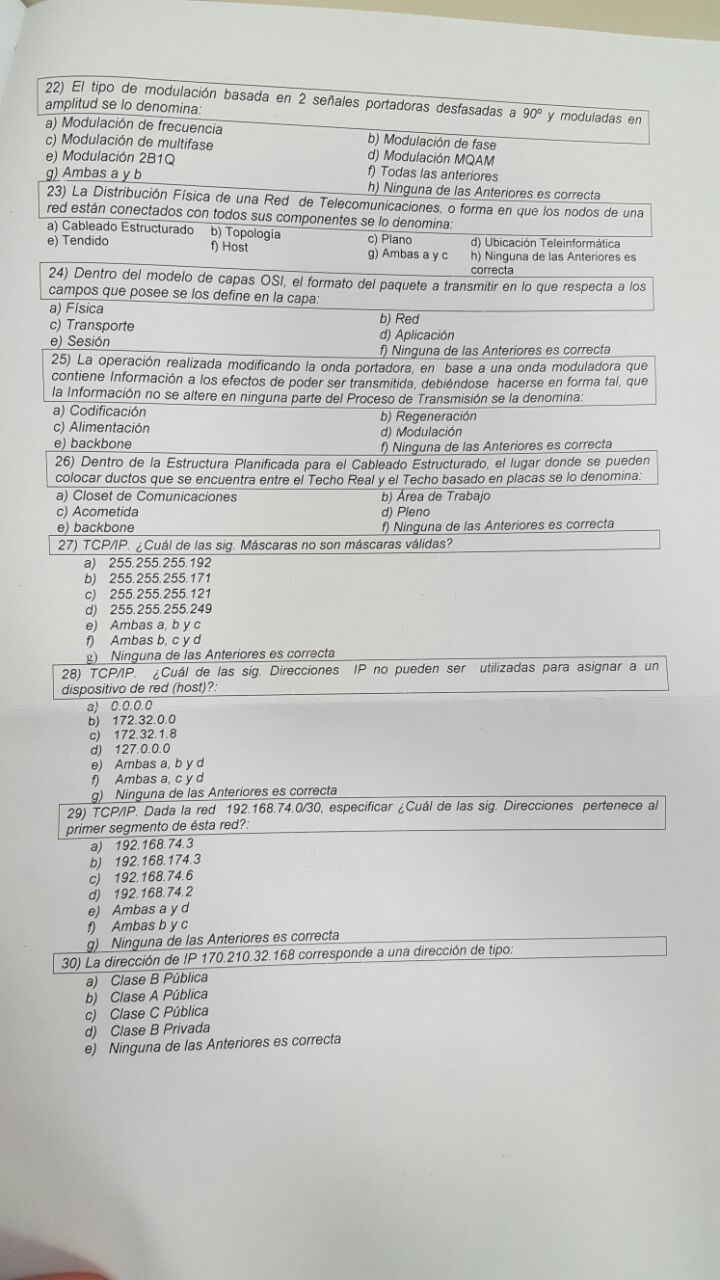 22) El tipo de modulación basada en 2 señales portadoras desfasadas a 90º y moduladas en
amplitud se lo denomina:
a) Modulación de frecuencia b) Modulación de fase
c) Modulación de multifase d) Modulación MQAM
e) Modulación 2B1Q f) Todas las anteriores
g) Ambas a y b h) Ninguna de las Anteriores es correcta
23) La Distribución Física de una Red de Telecomunicaciones, o forma en que los nodos de una
red están conectados con todos sus componentes se lo denomina:
a) Cableado Estructurado b) Topología c) Plano d) Ubicación Teleinformática
e) Tendido f) Host g) Ambas a y c h) Ninguna de las Anteriores es
correcta
24) Dentro del modelo de capas OSI, el formato del paquete a transmitir en lo que respecta a los
campos que posee se los define en la capa:
a) Física b) Red
c) Transporte d) Aplicación
e) Sesión f) Ninguna de las Anteriores es correcta
25) La operación realizada modificando la onda portadora, en base a una onda moduladora que
contiene Información a los efectos de poder ser transmitida, debiéndose hacerse en forma tal, que
la Información no se altere en ninguna parte del Proceso de Transmisión se la denomina:
a) Codificación b) Regeneración
c) Alimentación d) Modulación
e) backbone f) Ninguna de las Anteriores es correcta
26) Dentro de la Estructura Planificada para el Cableado Estructurado, el lugar donde se pueden
colocar ductos que se encuentra entre el Techo Real y el Techo basado en placas se lo denomina:
a) Closet de Comunicaciones b) Área de Trabajo
c) Acometida d) Pleno
e) backbone f) Ninguna de las Anteriores es correcta
27) TCP/IP. ¿Cuál de las sig. Máscaras no son máscaras válidas?
a) 255.255.255.192
b) 255.255.255.171
c) 255.255.255.121
d) 255.255.255.249
e) Ambas a, b y c
f) Ambas b, c y d
g) Ninguna de las Anteriores es correcta
28) TCP/IP. ¿Cuál de las sig. Direcciones IP no pueden ser utilizadas para asignar a un
dispositivo de red (host)?:
a) 0.0.0.0
b) 172.32.0.0
c) 172.32.1.8
d) 127.0.0.0
e) Ambas a, b y d
f) Ambas a, c y d
g) Ninguna de las Anteriores es correcta
29) TCP/IP. Dada la red 192.168.74.0/30, especificar ¿Cuál de las sig. Direcciones pertenece al
primer segmento de ésta red?:
a) 192.168.74.3
b) 192.168.174.3
c) 192.168.74.6
d) 192.168.74.2
e) Ambas a y d
f) Ambas b y c
g) Ninguna de las Anteriores es correcta
30) La dirección de IP 170.210.32.168 corresponde a una dirección de tipo:
a) Clase B Pública
b) Clase A Pública
c) Clase C Pública
d) Clase B Privada
e) Ninguna de las Anteriores es correcta